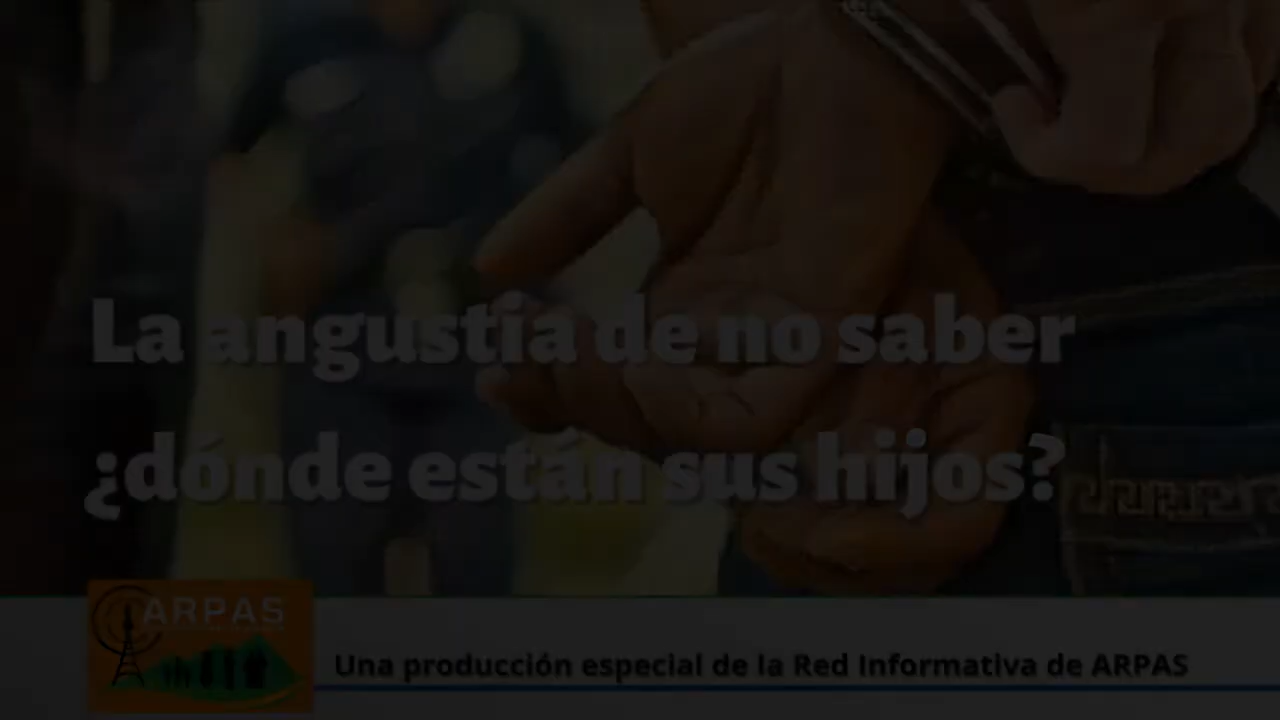 La angustia de no saber
¿dónde están sus hijos?
ARPAS
Una producción especial de la Red Informativa de ARPAS